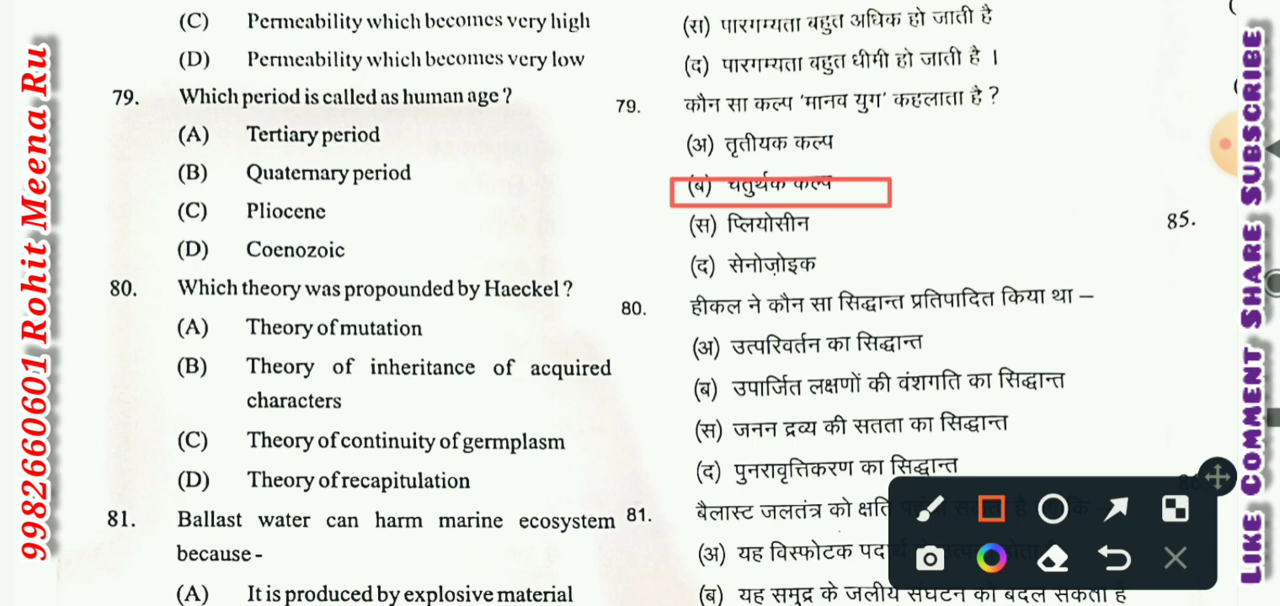 (C) Permeability which becomes very high
(D) Permeability which becomes very low
79. Which period is called as human age ?
(A) Tertiary period
(B) Quaternary period
(C) Pliocene
(D) Coenozoic
80. Which theory was propounded by Haeckel ?
(A) Theory of mutation
(B) Theory of inheritance of acquired
characters
(C) Theory of continuity of germplasm
(D) Theory of recapitulation
81. Ballast water can harm marine ecosystem
because -
(A) It is produced by explosive material
(स) पारगम्यता बहुत अधिक हो जाती है
(द) पारगम्यता बहुत धीमी हो जाती है ।
79. कौन सा कल्प ‘मानव युग’ कहलाता है ?
(अ) तृतीयक कल्प
(ब) चतुर्थक कल्प
(स) प्लियोसीन
(द) सेनोज़ोइक
80. हीकल ने कौन सा सिद्धान्त प्रतिपादित किया था –
(अ) उत्परिवर्तन का सिद्धान्त
(ब) उपार्जित लक्षणों की वंशगति का सिद्धान्त
(स) जनन द्रव्य की सतता का सिद्धान्त
(द) पुनरावृत्तिकरण का सिद्धान्त
81. बैलास्ट जलतंत्र को क्षति
(अ) यह विस्फोटक
(ब) यह समुद्र के जलीय संघटन को बदल सकता है
85.
9982660601 Rohit Meena Ru
LIKE COMMENT SHARE SUBSCRIBE